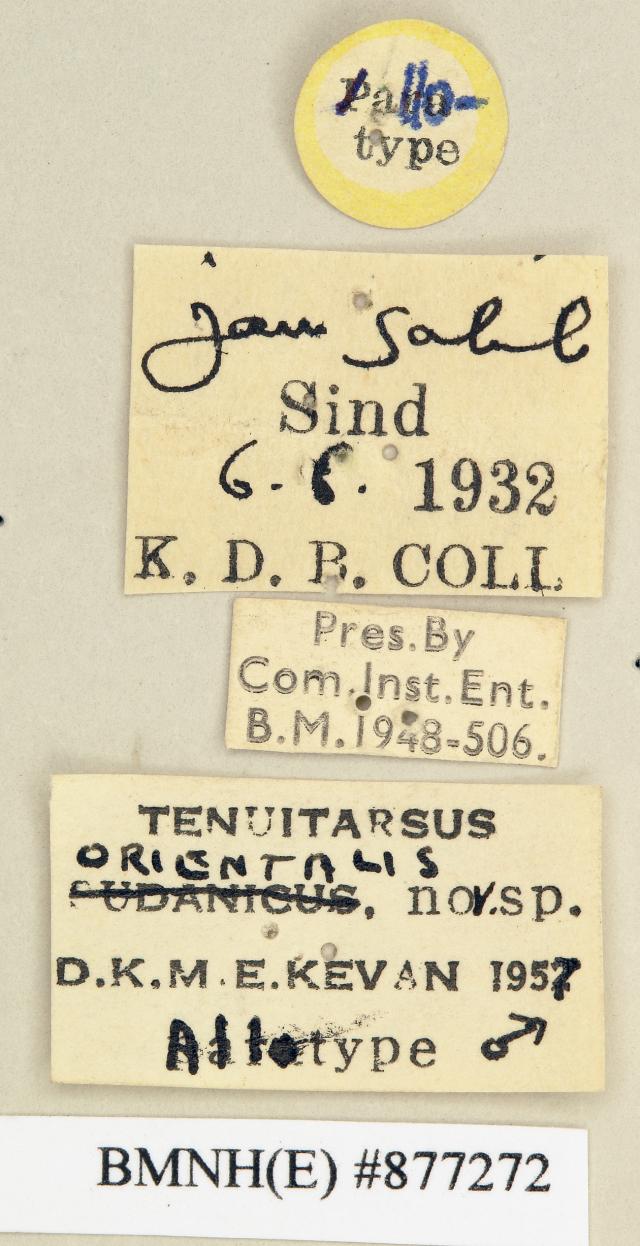 Allo-
type
Jam Sahib
Sind
6. 1932
K. D. B. COLL.
Pres.By
Com.Inst.Ent.
B.M.1948-506.
TENUITARSUS
ORIENTALIS
SUDANICUS, nov.sp.
D.K.M.E.KEVAN 1957
Allotype ♂
BMNH(E) #877272